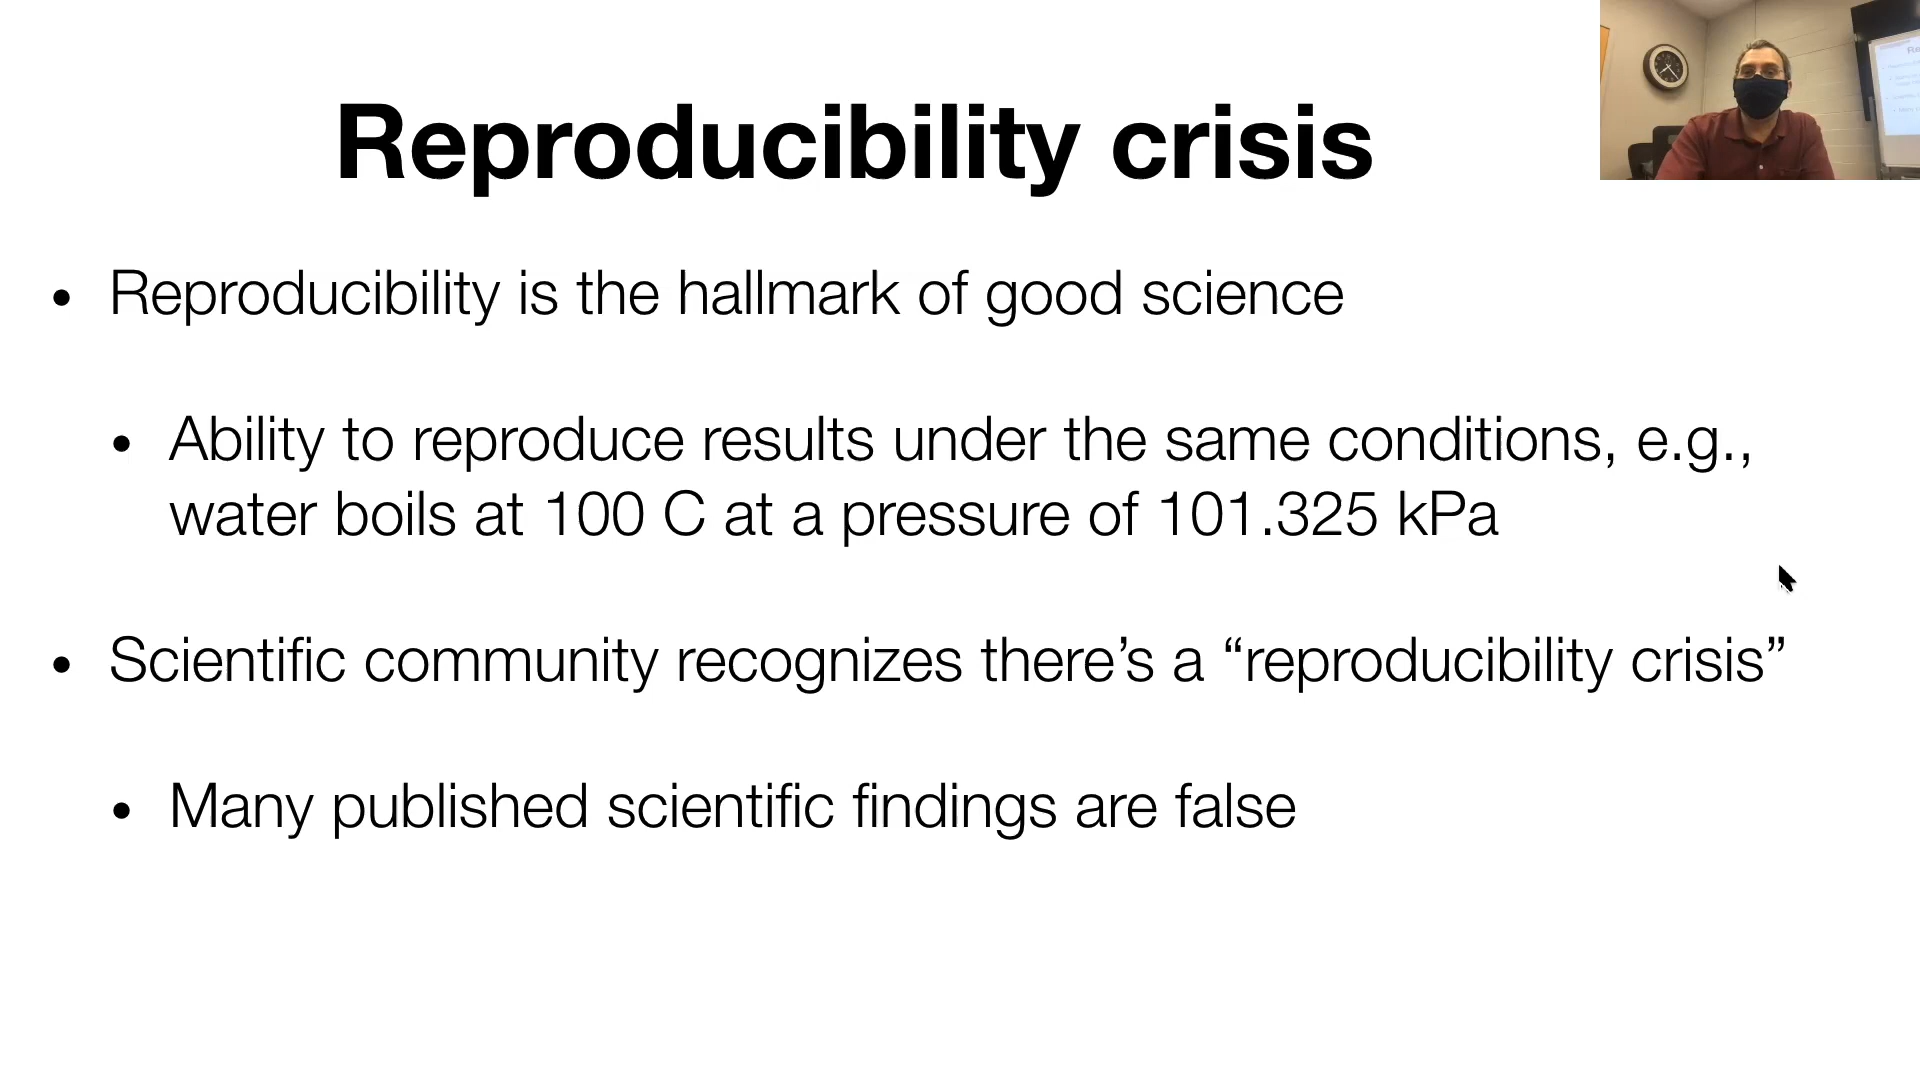 Reproducibility crisis
• Reproducibility is the hallmark of good science
• Ability to reproduce results under the same conditions, e.g.,
water boils at 100 C at a pressure of 101.325 kPa
• Scientific community recognizes there’s a “reproducibility crisis”
• Many published scientific findings are false